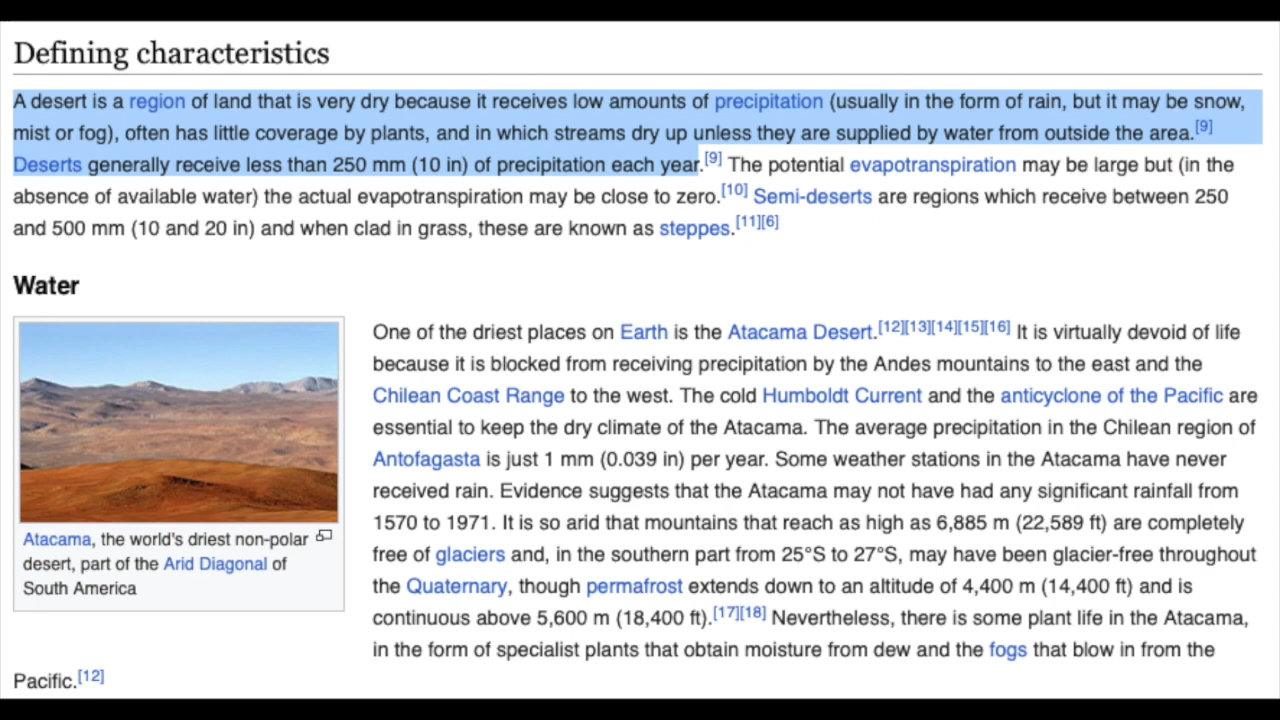 Defining characteristics
A desert is a region of land that is very dry because it receives low amounts of precipitation (usually in the form of rain, but it may be snow,
mist or fog), often has little coverage by plants, and in which streams dry up unless they are supplied by water from outside the area.[9]
Deserts generally receive less than 250 mm (10 in) of precipitation each year.[9] The potential evapotranspiration may be large but (in the
absence of available water) the actual evapotranspiration may be close to zero.[10] Semi-deserts are regions which receive between 250
and 500 mm (10 and 20 in) and when clad in grass, these are known as steppes.[11][6]
Water
Atacama, the world's driest non-polar
desert, part of the Arid Diagonal of
South America
One of the driest places on Earth is the Atacama Desert.[12][13][14][15][16] It is virtually devoid of life
because it is blocked from receiving precipitation by the Andes mountains to the east and the
Chilean Coast Range to the west. The cold Humboldt Current and the anticyclone of the Pacific are
essential to keep the dry climate of the Atacama. The average precipitation in the Chilean region of
Antofagasta is just 1 mm (0.039 in) per year. Some weather stations in the Atacama have never
received rain. Evidence suggests that the Atacama may not have had any significant rainfall from
1570 to 1971. It is so arid that mountains that reach as high as 6,885 m (22,589 ft) are completely
free of glaciers and, in the southern part from 25°S to 27°S, may have been glacier-free throughout
the Quaternary, though permafrost extends down to an altitude of 4,400 m (14,400 ft) and is
continuous above 5,600 m (18,400 ft).[17][18] Nevertheless, there is some plant life in the Atacama,
in the form of specialist plants that obtain moisture from dew and the fogs that blow in from the
Pacific.[12]